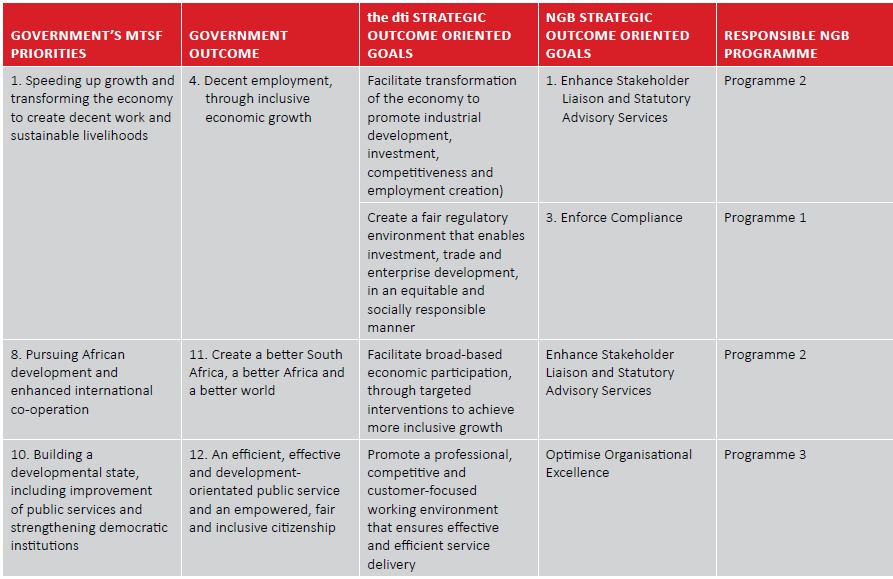 GOVERNMENT'S MTSF
PRIORITIES
GOVERNMENT
OUTCOME
the dti STRATEGIC
OUTCOME ORIENTED
GOALS
NGB STRATEGIC
OUTCOME ORIENTED
GOALS
RESPONSIBLE NGB
PROGRAMME
1. Speeding up growth and
transforming the economy
to create decent work and
sustainable livelihoods
4. Decent employment,
through inclusive
economic growth
Facilitate transformation
of the economy to
promote industrial
development,
investment,
competitiveness and
employment creation)
1. Enhance Stakeholder
Liaison and Statutory
Advisory Services
Programme 2
Create a fair regulatory
environment that enables
investment, trade and
enterprise development,
in an equitable and
socially responsible
manner
3. Enforce Compliance
Programme 1
8. Pursuing African
development and
enhanced international
co-operation
11. Create a better South
Africa, a better Africa and
a better world
Facilitate broad-based
economic participation,
through targeted
interventions to achieve
more inclusive growth
Enhance Stakeholder
Liaison and Statutory
Advisory Services
Programme 2
10. Building a
developmental state,
including improvement
of public services and
strengthening democratic
institutions
12. An efficient, effective
and development-
orientated public service
and an empowered, fair
and inclusive citizenship
Promote a professional,
competitive and
customer-focused
working environment
that ensures effective
and efficient service
delivery
Optimise Organisational
Excellence
Programme 3